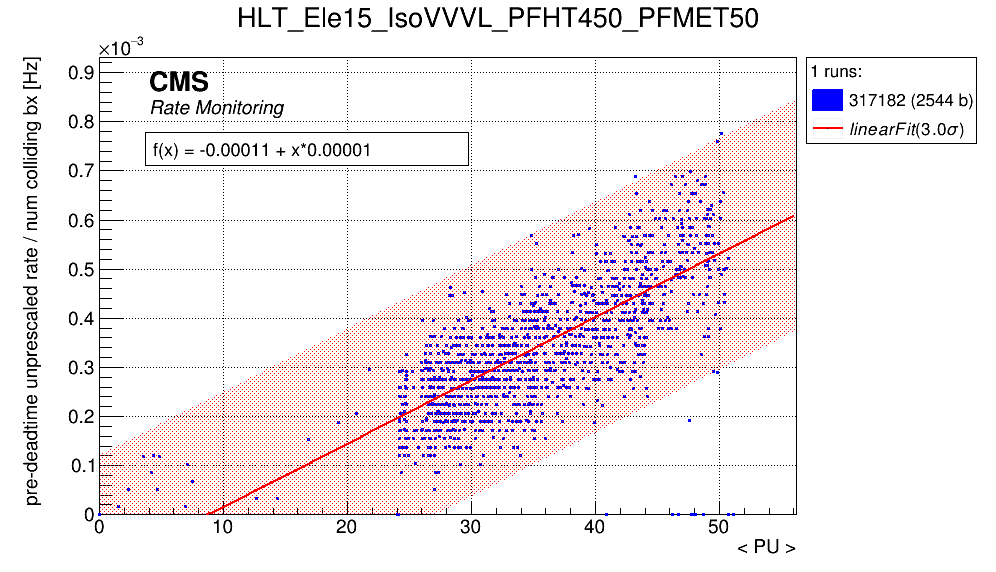 HLT_Ele15_IsoVVVL_PFHT450_PFMET50
×10⁻³
CMS
Rate Monitoring
f(x) = -0.00011 + x*0.00001
1 runs:
317182 (2544 b)
linearFit(3.0σ)
pre-deadtime unprescaled rate / num colliding bx [Hz]
0.9
0.8
0.7
0.6
0.5
0.4
0.3
0.2
0.1
0
0 10 20 30 40 50
< PU >